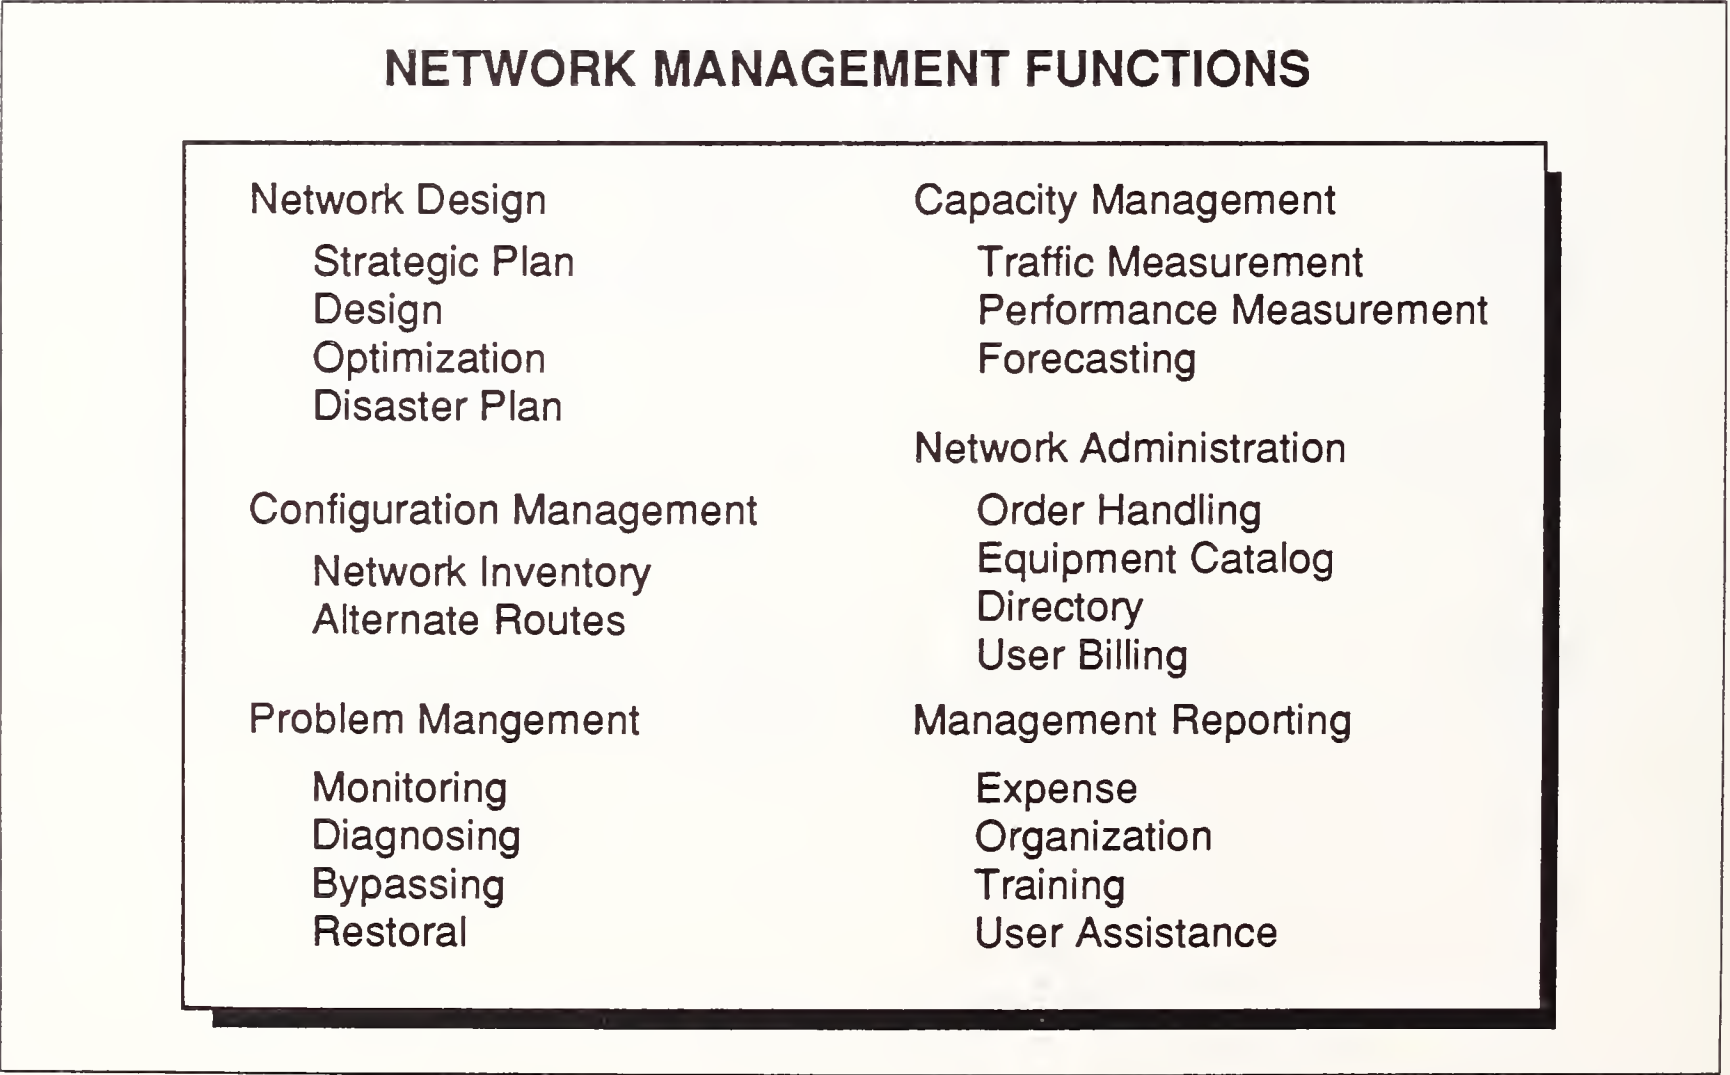 NETWORK MANAGEMENT FUNCTIONS
Network Design
Strategic Plan
Design
Optimization
Disaster Plan
Configuration Management
Network Inventory
Alternate Routes
Problem Mangement
Monitoring
Diagnosing
Bypassing
Restoral
Capacity Management
Traffic Measurement
Performance Measurement
Forecasting
Network Administration
Order Handling
Equipment Catalog
Directory
User Billing
Management Reporting
Expense
Organization
Training
User Assistance